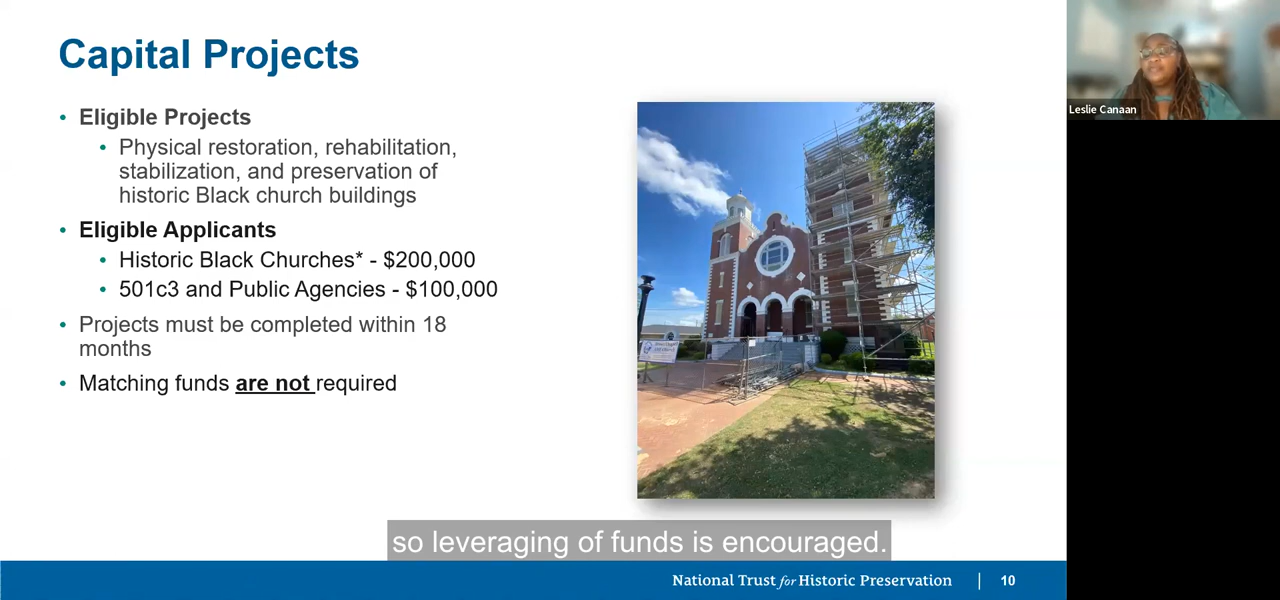 Capital Projects
• Eligible Projects
• Physical restoration, rehabilitation,
stabilization, and preservation of
historic Black church buildings
• Eligible Applicants
• Historic Black Churches* - $200,000
• 501c3 and Public Agencies - $100,000
• Projects must be completed within 18
months
• Matching funds are not required
Leslie Canaan
so leveraging of funds is encouraged.
National Trust for Historic Preservation | 10